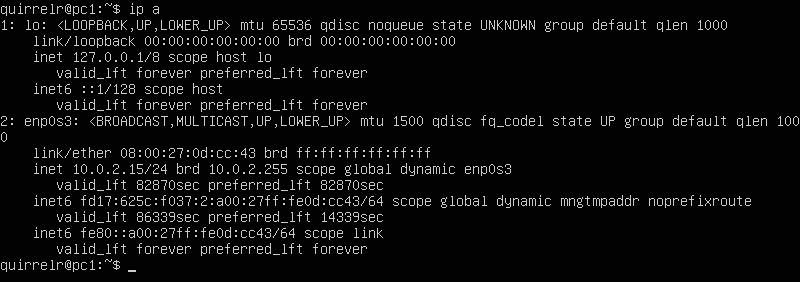 quirrelr@pc1:~$ ip a
1: lo: <LOOPBACK,UP,LOWER_UP> mtu 65536 qdisc noqueue state UNKNOWN group default qlen 1000
    link/loopback 00:00:00:00:00:00 brd 00:00:00:00:00:00
    inet 127.0.0.1/8 scope host lo
       valid_lft forever preferred_lft forever
    inet6 ::1/128 scope host
       valid_lft forever preferred_lft forever
2: enp0s3: <BROADCAST,MULTICAST,UP,LOWER_UP> mtu 1500 qdisc fq_codel state UP group default qlen 100
0
    link/ether 08:00:27:0d:cc:43 brd ff:ff:ff:ff:ff:ff
    inet 10.0.2.15/24 brd 10.0.2.255 scope global dynamic enp0s3
       valid_lft 82870sec preferred_lft 82870sec
    inet6 fd17:625c:f037:2:a00:27ff:fe0d:cc43/64 scope global dynamic mngtmpaddr noprefixroute
       valid_lft 86339sec preferred_lft 14339sec
    inet6 fe80::a00:27ff:fe0d:cc43/64 scope link
       valid_lft forever preferred_lft forever
quirrelr@pc1:~$ _